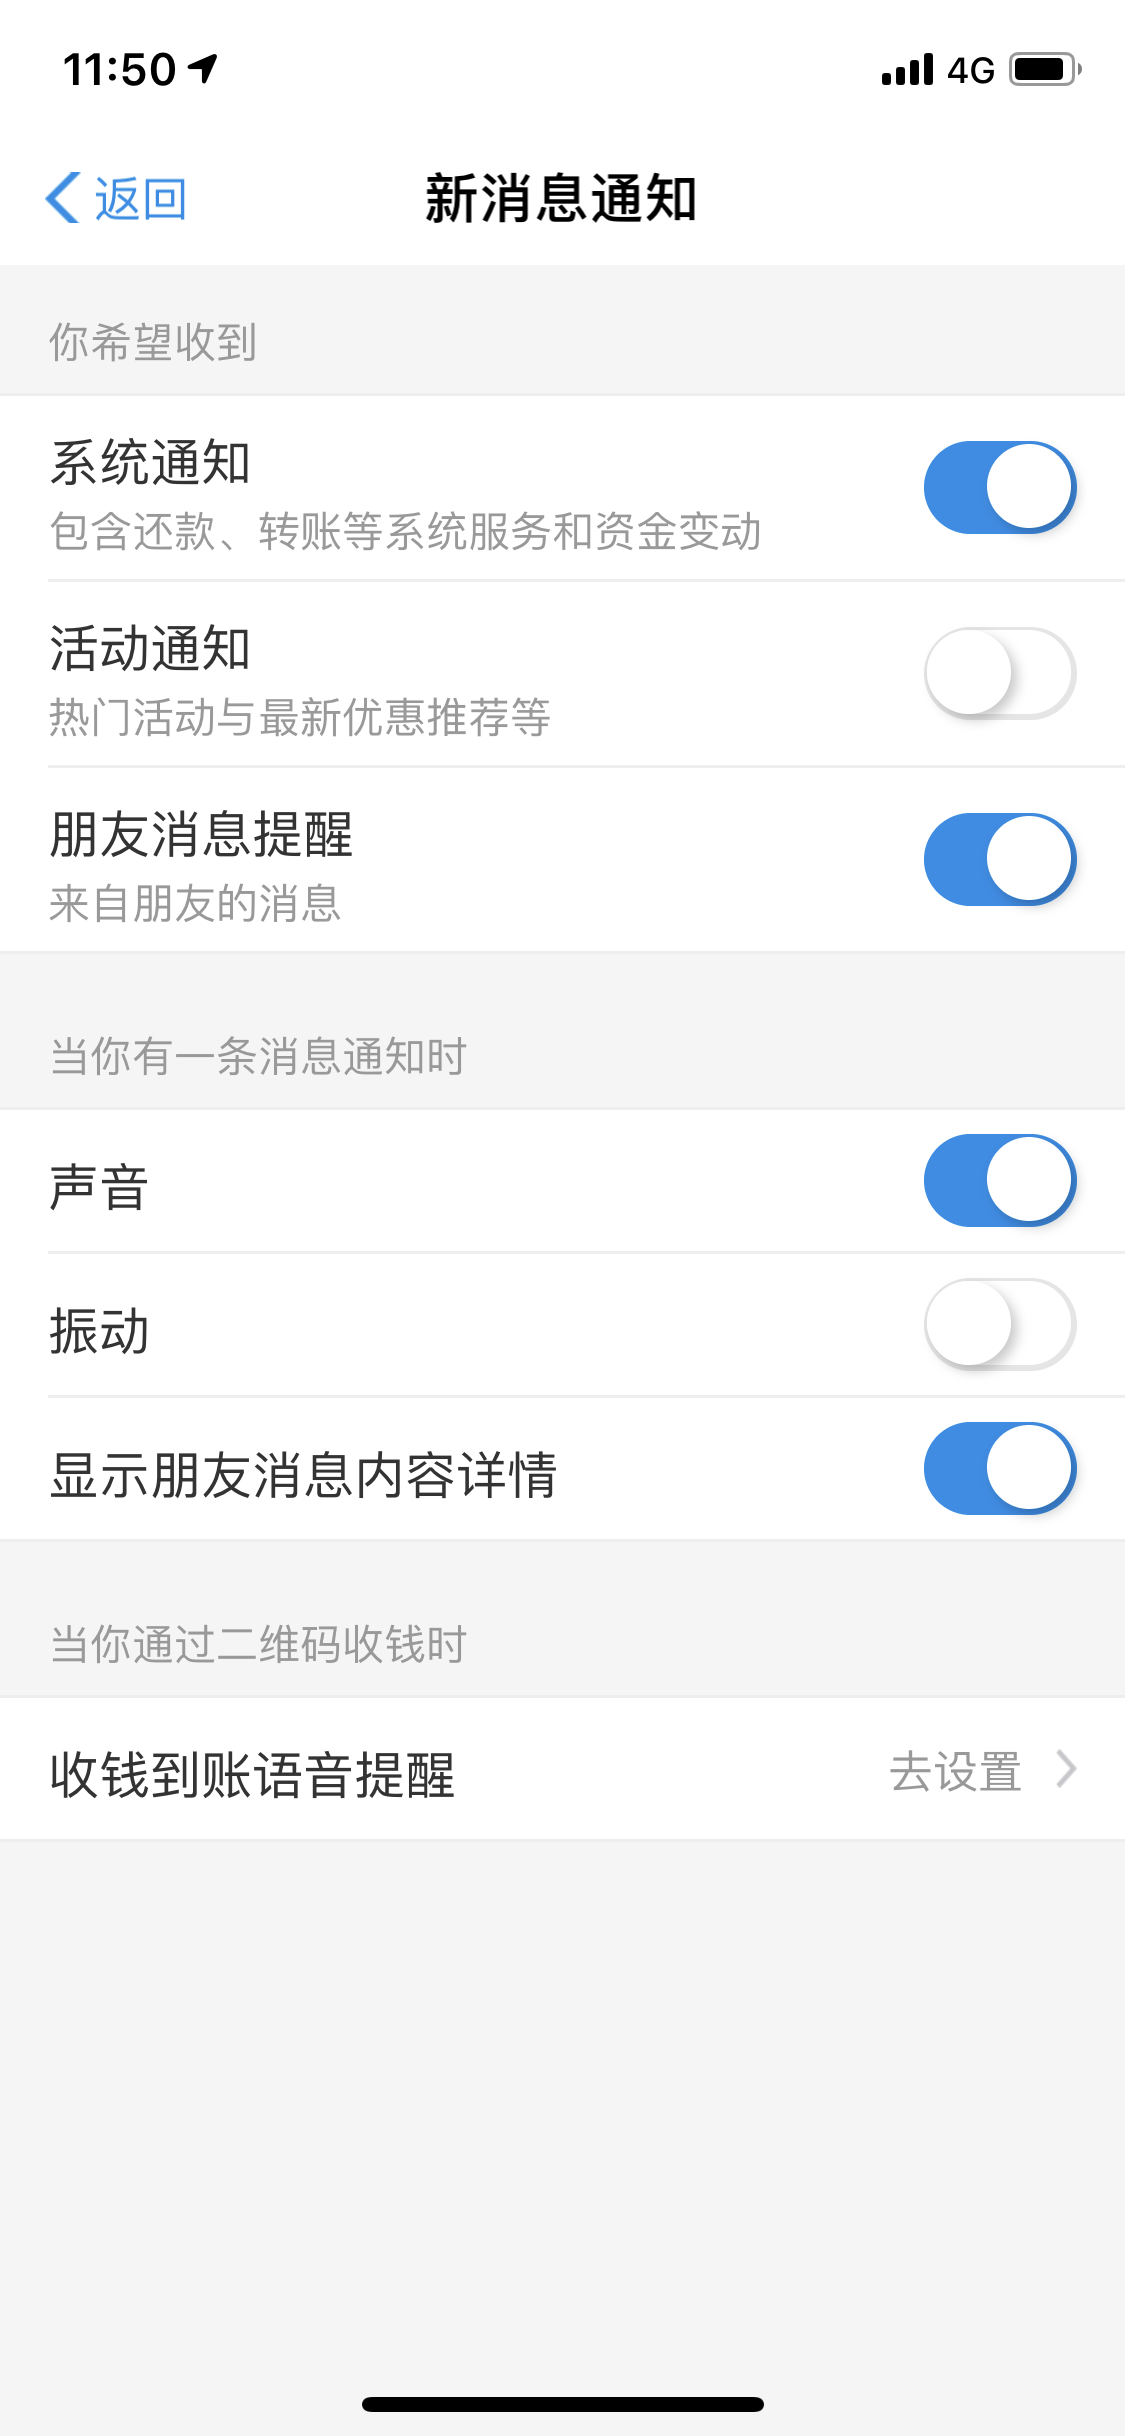 11:50
4G
返回
新消息通知
你希望收到
系统通知
包含还款、转账等系统服务和资金变动
活动通知
热门活动与最新优惠推荐等
朋友消息提醒
来自朋友的消息
当你有一条消息通知时
声音
振动
显示朋友消息内容详情
当你通过二维码收钱时
收钱到账语音提醒
去设置